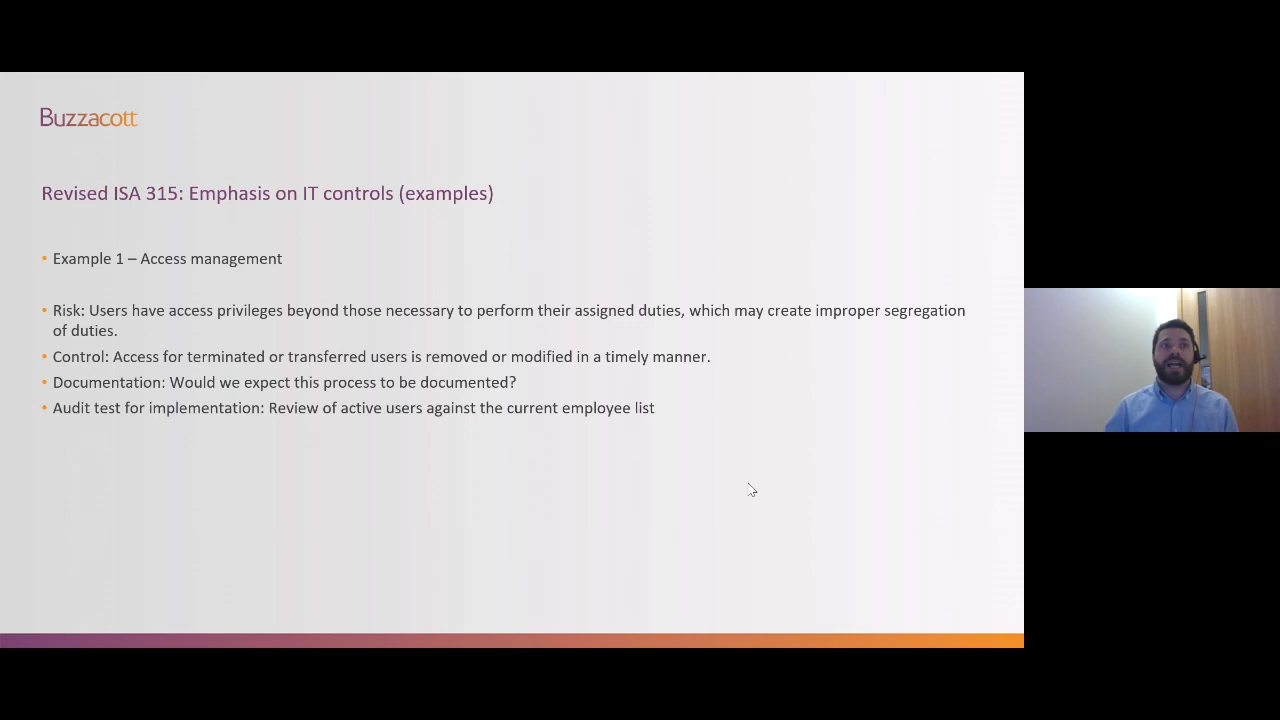 Buzzacott
Revised ISA 315: Emphasis on IT controls (examples)
• Example 1 – Access management
• Risk: Users have access privileges beyond those necessary to perform their assigned duties, which may create improper segregation
of duties.
• Control: Access for terminated or transferred users is removed or modified in a timely manner.
• Documentation: Would we expect this process to be documented?
• Audit test for implementation: Review of active users against the current employee list